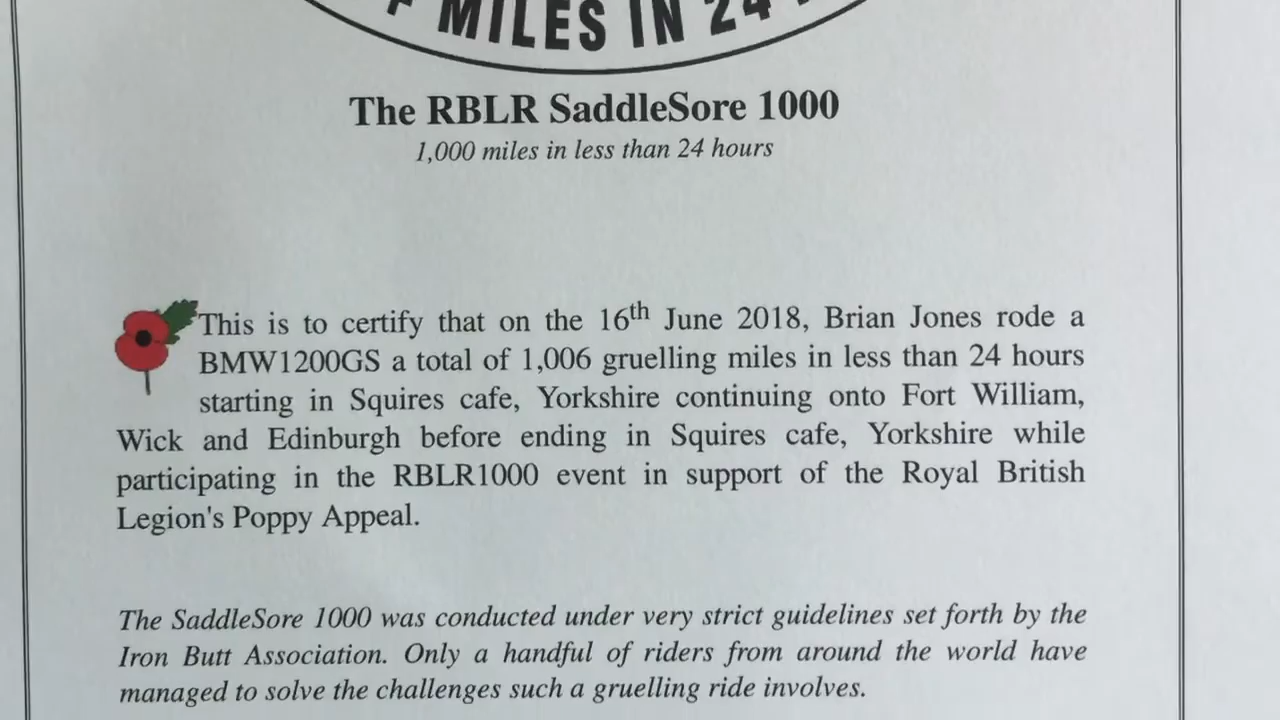 MILES IN 24
The RBLR SaddleSore 1000
1,000 miles in less than 24 hours
This is to certify that on the 16th June 2018, Brian Jones rode a
BMW1200GS a total of 1,006 gruelling miles in less than 24 hours
starting in Squires cafe, Yorkshire continuing onto Fort William,
Wick and Edinburgh before ending in Squires cafe, Yorkshire while
participating in the RBLR1000 event in support of the Royal British
Legion's Poppy Appeal.
The SaddleSore 1000 was conducted under very strict guidelines set forth by the
Iron Butt Association. Only a handful of riders from around the world have
managed to solve the challenges such a gruelling ride involves.